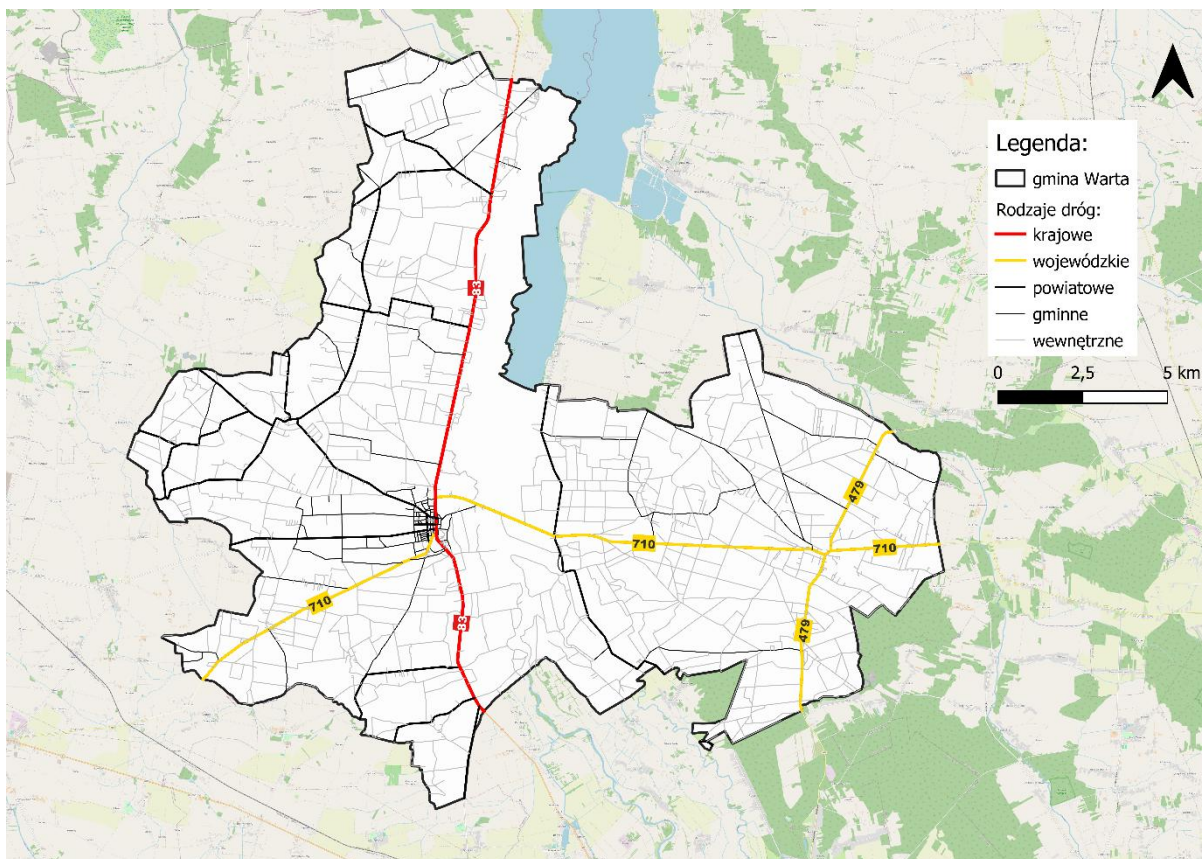 Legenda:
gmina Warta
Rodzaje dróg:
krajowe
wojewódzkie
powiatowe
gminne
wewnętrzne
0 2,5 5 km
83
479
710
710
710
83
479